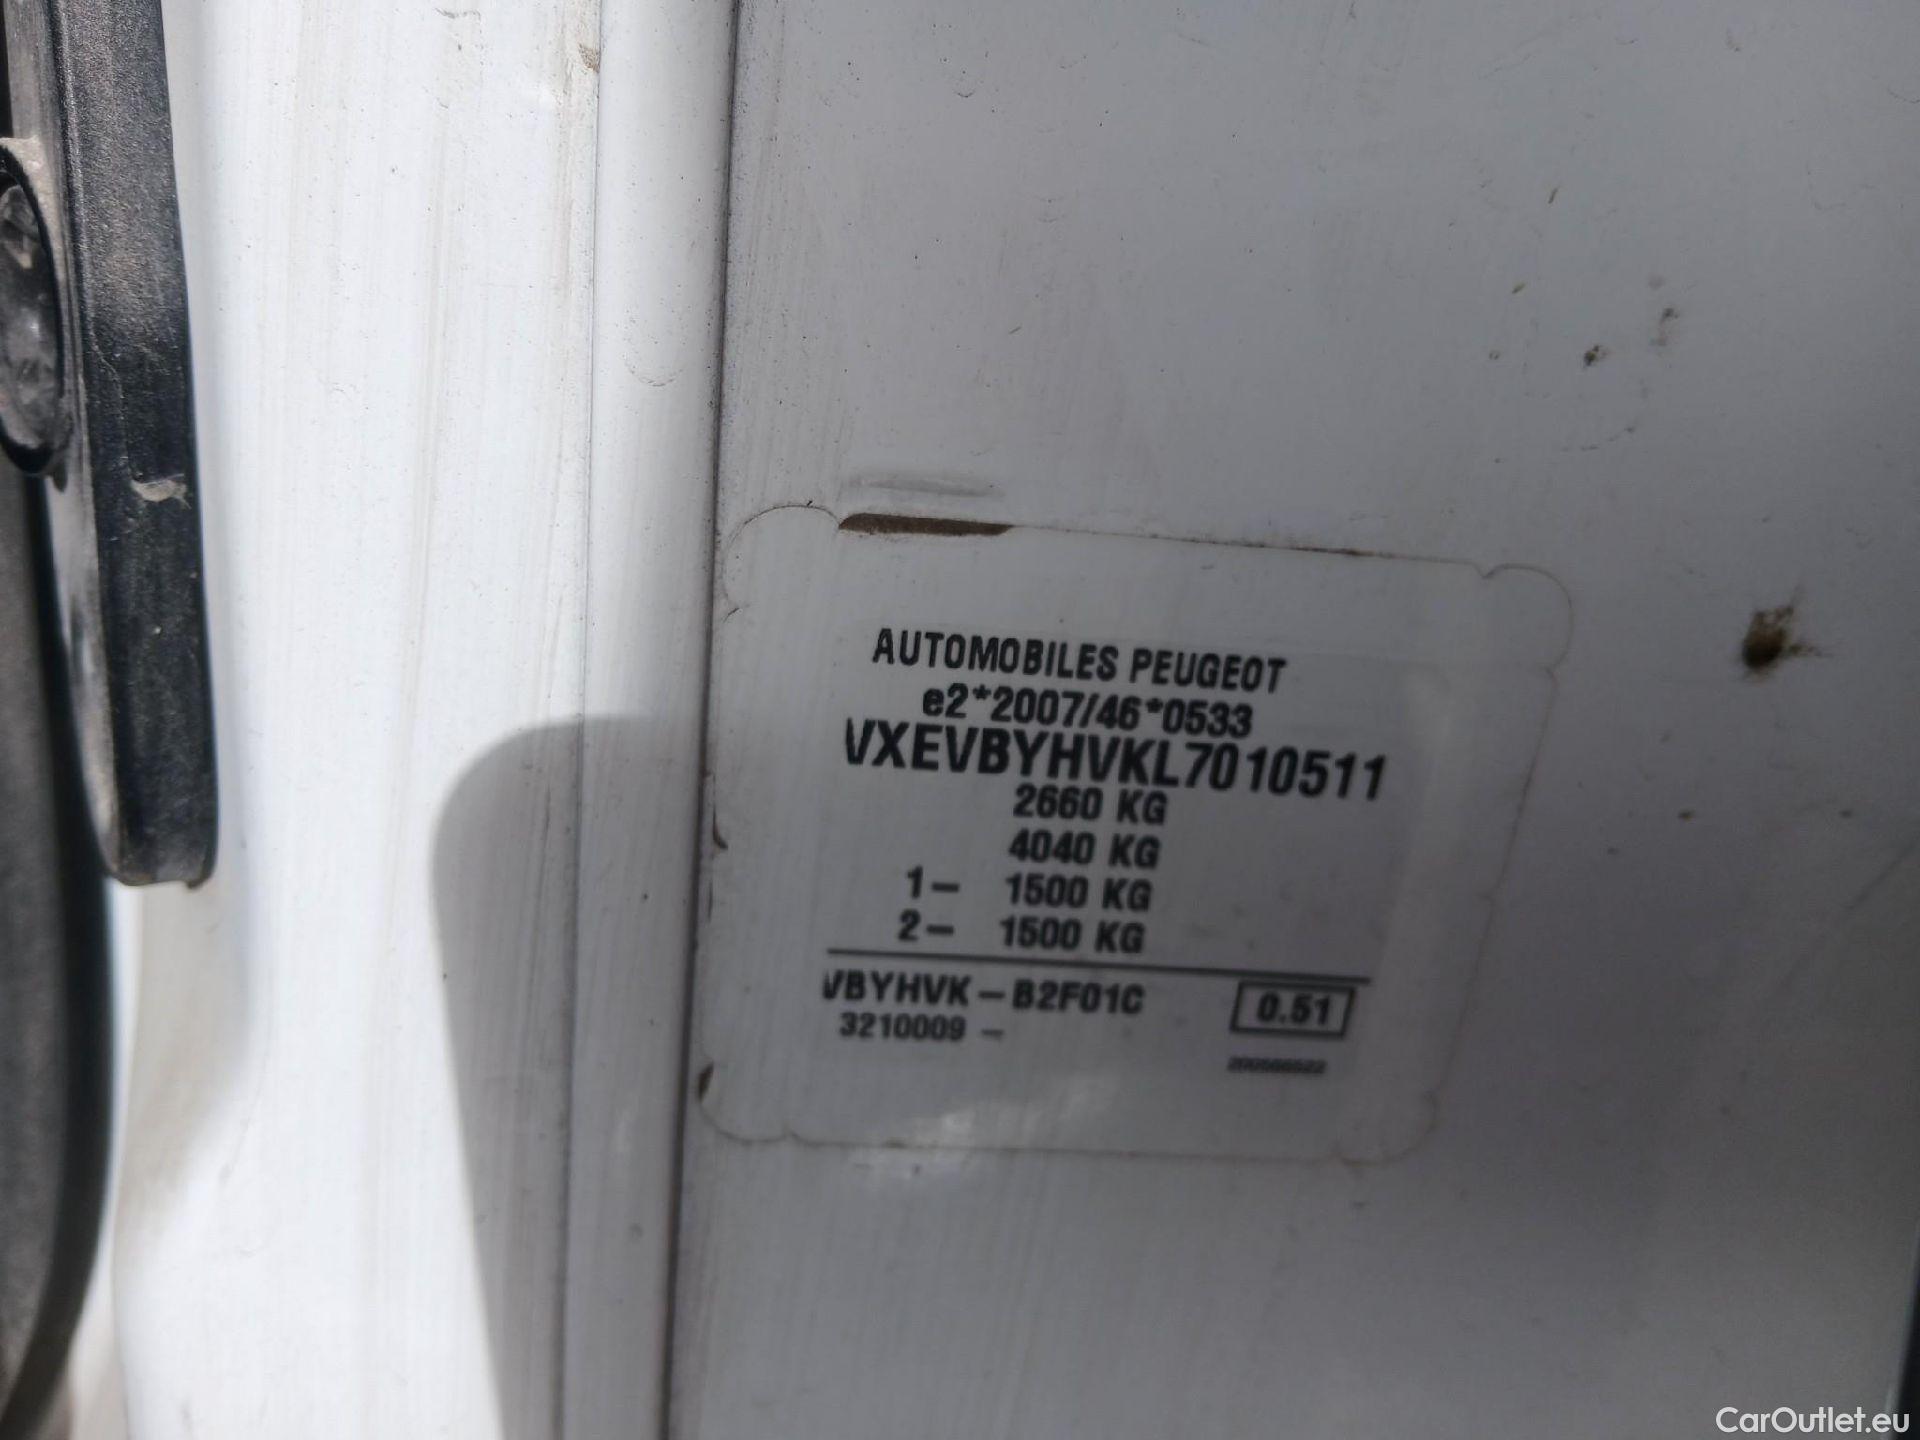 AUTOMOBILES PEUGEOT
e2*2007/46*0533
VXEVBYHVKL7010511
2660 KG
4040 KG
1- 1500 KG
2- 1500 KG
VBYHVK-B2F01C 0.51
3210009 -
CarOutlet.eu